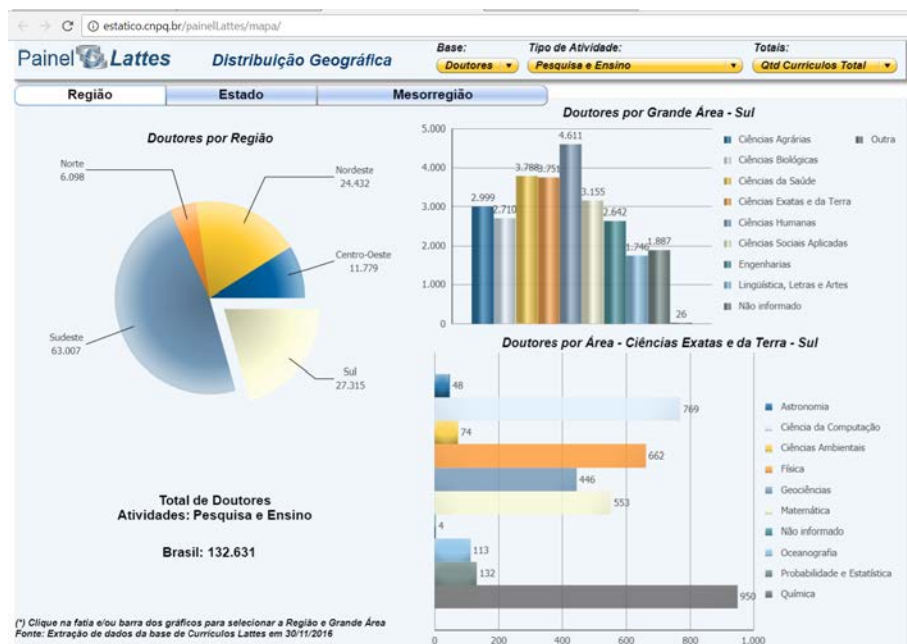 estatico.cnpq.br/painelLattes/mapa/
Painel Lattes
Distribuição Geográfica
Base:
Doutores
Tipo de Atividade:
Pesquisa e Ensino
Totais:
Qtd Currículos Total
Região
Estado
Mesorregião
Doutores por Região
Norte
6.098
Nordeste
24.432
Centro-Oeste
11.779
Sudeste
63.007
Sul
27.315
Total de Doutores
Atividades: Pesquisa e Ensino
Brasil: 132.631
(*) Clique na fatia e/ou barra dos gráficos para selecionar a Região e Grande Área
Fonte: Extração de dados da base de Currículos Lattes em 30/11/2016
Doutores por Grande Área - Sul
5.000
4.000
3.000
2.000
1.000
0
2.999
2.710
3.788
3.751
4.611
3.155
2.642
1.746
1.887
26
Ciências Agrárias
Outra
Ciências Biológicas
Ciências da Saúde
Ciências Exatas e da Terra
Ciências Humanas
Ciências Sociais Aplicadas
Engenharias
Lingüística, Letras e Artes
Não informado
Doutores por Área - Ciências Exatas e da Terra - Sul
48
769
74
662
446
553
4
113
132
950
0
200
400
600
800
1.000
Astronomia
Ciência da Computação
Ciências Ambientais
Física
Geociências
Matemática
Não informado
Oceanografia
Probabilidade e Estatística
Química